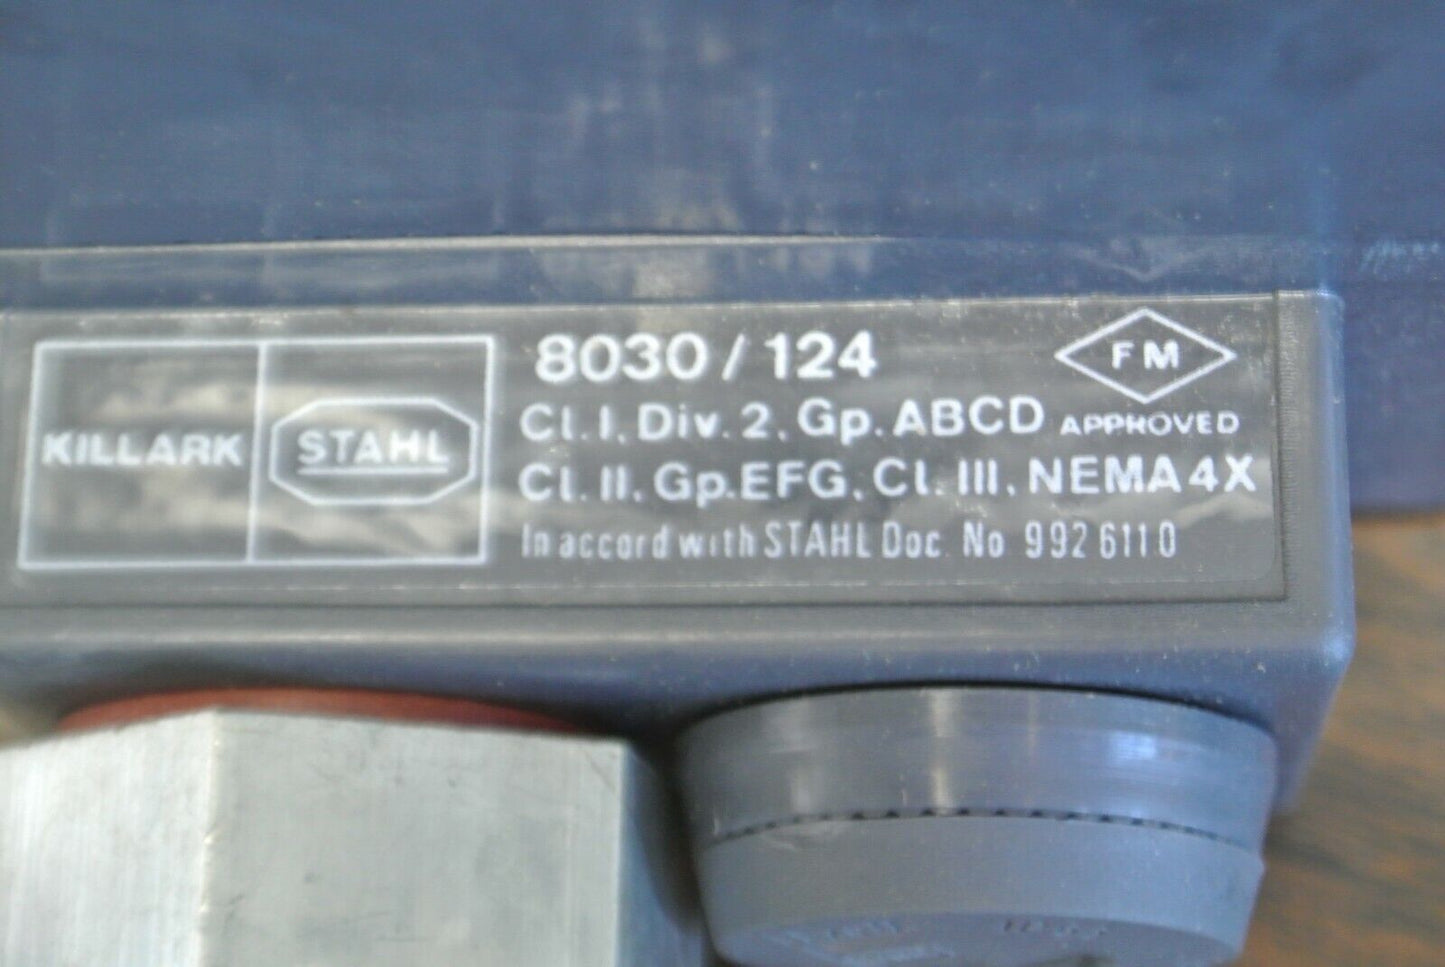 KILLARK
STAHL
8030 / 124
FM
APPROVED
Cl. I, Div. 2, Gp. ABCD
Cl. II, Gp. EFG, Cl. III, NEMA 4X
In accord with STAHL Doc. No 992 611 0